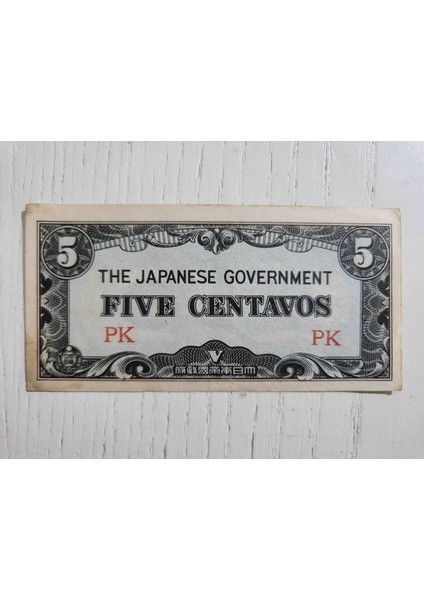 5 5
THE JAPANESE GOVERNMENT
FIVE CENTAVOS
PK PK
府政國帝本日大